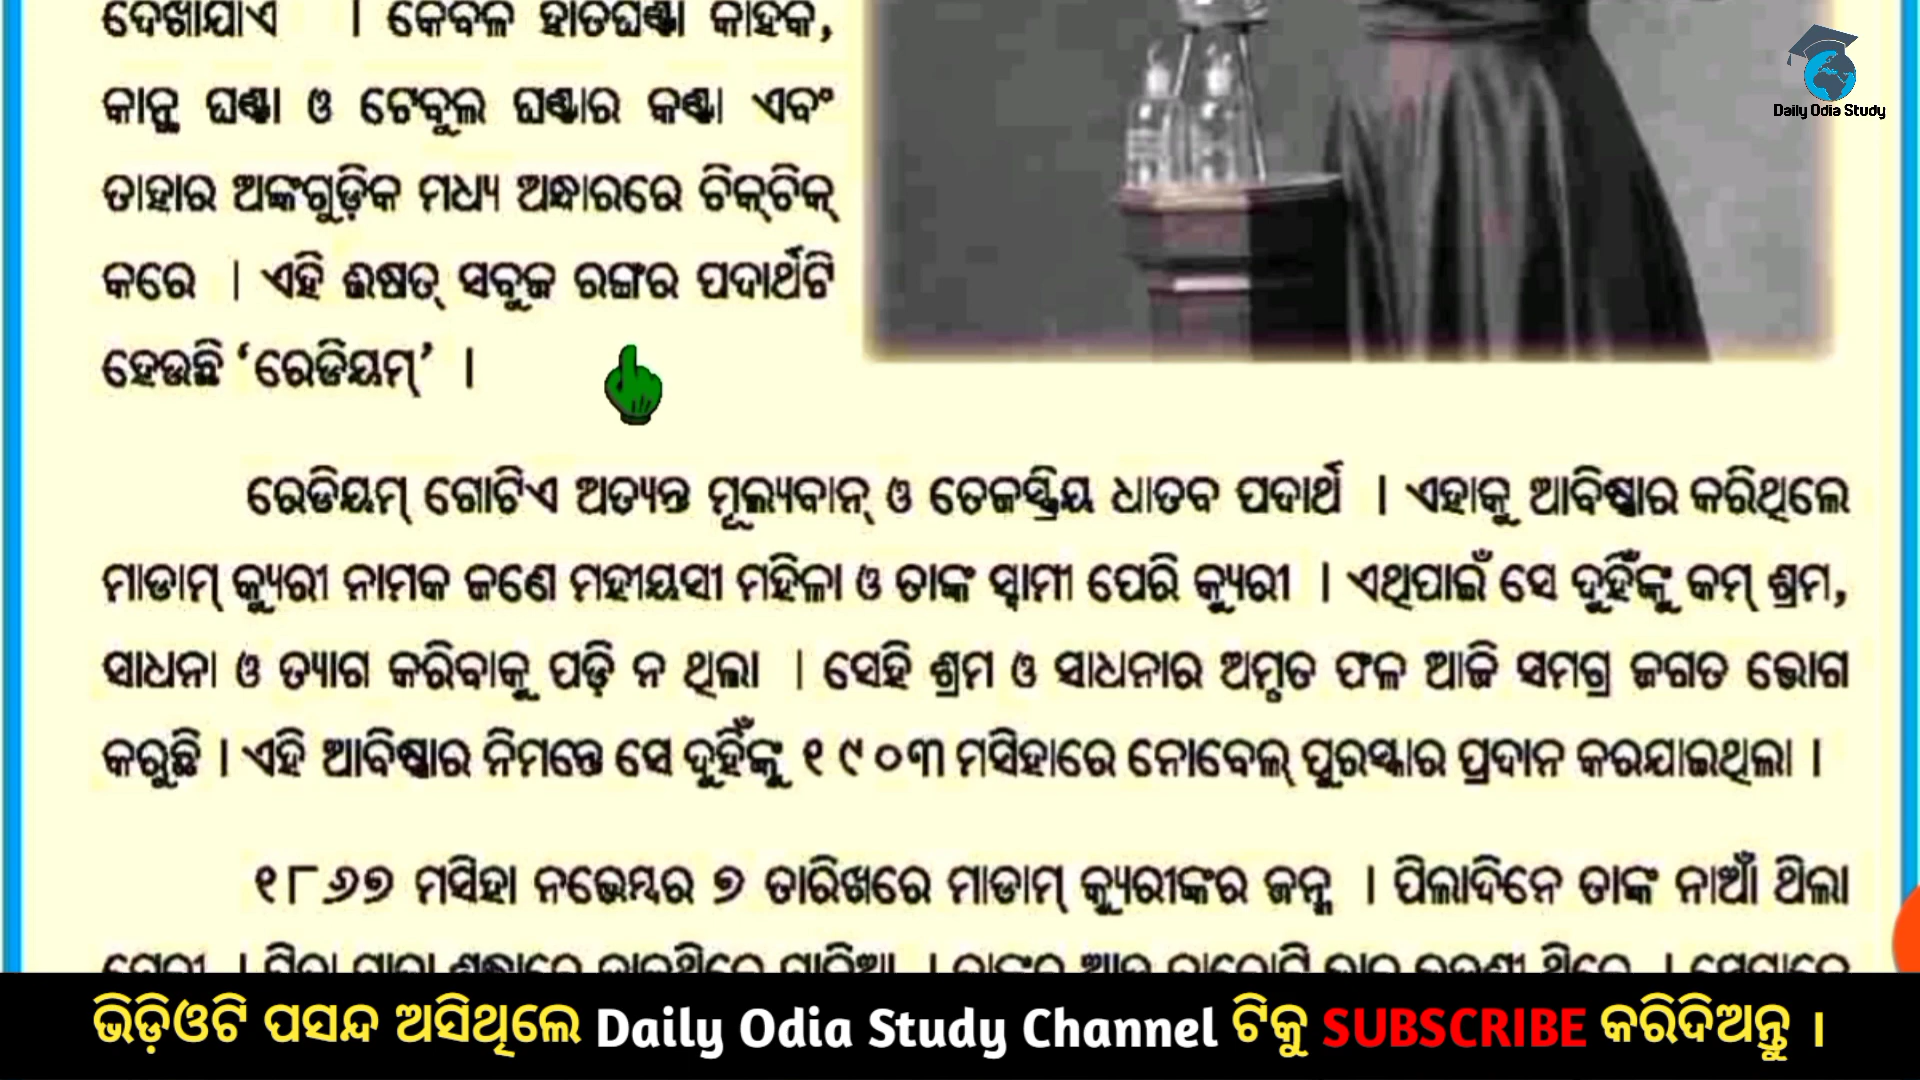 ଦେଖାଯାଏ । କେବଳ ହାତଘଣ୍ଟା କାହିଁକି,
କାନ୍ଥ ଘଣ୍ଟା ଓ ଟେବୁଲ ଘଣ୍ଟାର କଣ୍ଟା ଏବଂ
ତାହାର ଅଙ୍କଗୁଡ଼ିକ ମଧ୍ୟ ଅନ୍ଧାରରେ ଚିକ୍‌ଚିକ୍
କରେ । ଏହି ଈଷତ୍ ସବୁଜ ରଙ୍ଗର ପଦାର୍ଥଟି
ହେଉଛି ‘ରେଡିୟମ୍’ ।
Daily Odia Study
ରେଡିୟମ୍ ଗୋଟିଏ ଅତ୍ୟନ୍ତ ମୂଲ୍ୟବାନ୍ ଓ ତେଜସ୍କ୍ରିୟ ଧାତବ ପଦାର୍ଥ । ଏହାକୁ ଆବିଷ୍କାର କରିଥିଲେ
ମାଡାମ୍ କ୍ୟୁରୀ ନାମକ ଜଣେ ମହୀୟସୀ ମହିଳା ଓ ତାଙ୍କ ସ୍ୱାମୀ ପେରି କ୍ୟୁରୀ । ଏଥିପାଇଁ ସେ ଦୁହିଁଙ୍କୁ କମ୍ ଶ୍ରମ,
ସାଧନା ଓ ତ୍ୟାଗ କରିବାକୁ ପଡ଼ି ନ ଥିଲା । ସେହି ଶ୍ରମ ଓ ସାଧନାର ଅମୃତ ଫଳ ଆଜି ସମଗ୍ର ଜଗତ ଭୋଗ
କରୁଛି । ଏହି ଆବିଷ୍କାର ନିମନ୍ତେ ସେ ଦୁହିଁଙ୍କୁ ୧୯୦୩ ମସିହାରେ ନୋବେଲ୍ ପୁରସ୍କାର ପ୍ରଦାନ କରାଯାଇଥିଲା ।
୧୮୬୭ ମସିହା ନଭେମ୍ବର ୭ ତାରିଖରେ ମାଡାମ୍ କ୍ୟୁରୀଙ୍କର ଜନ୍ମ । ପିଲାଦିନେ ତାଙ୍କ ନାଆଁ ଥିଲା
ଭିଡ଼ିଓଟି ପସନ୍ଦ ଅସିଥିଲେ Daily Odia Study Channel ଟିକୁ SUBSCRIBE କରିଦିଅନ୍ତୁ ।